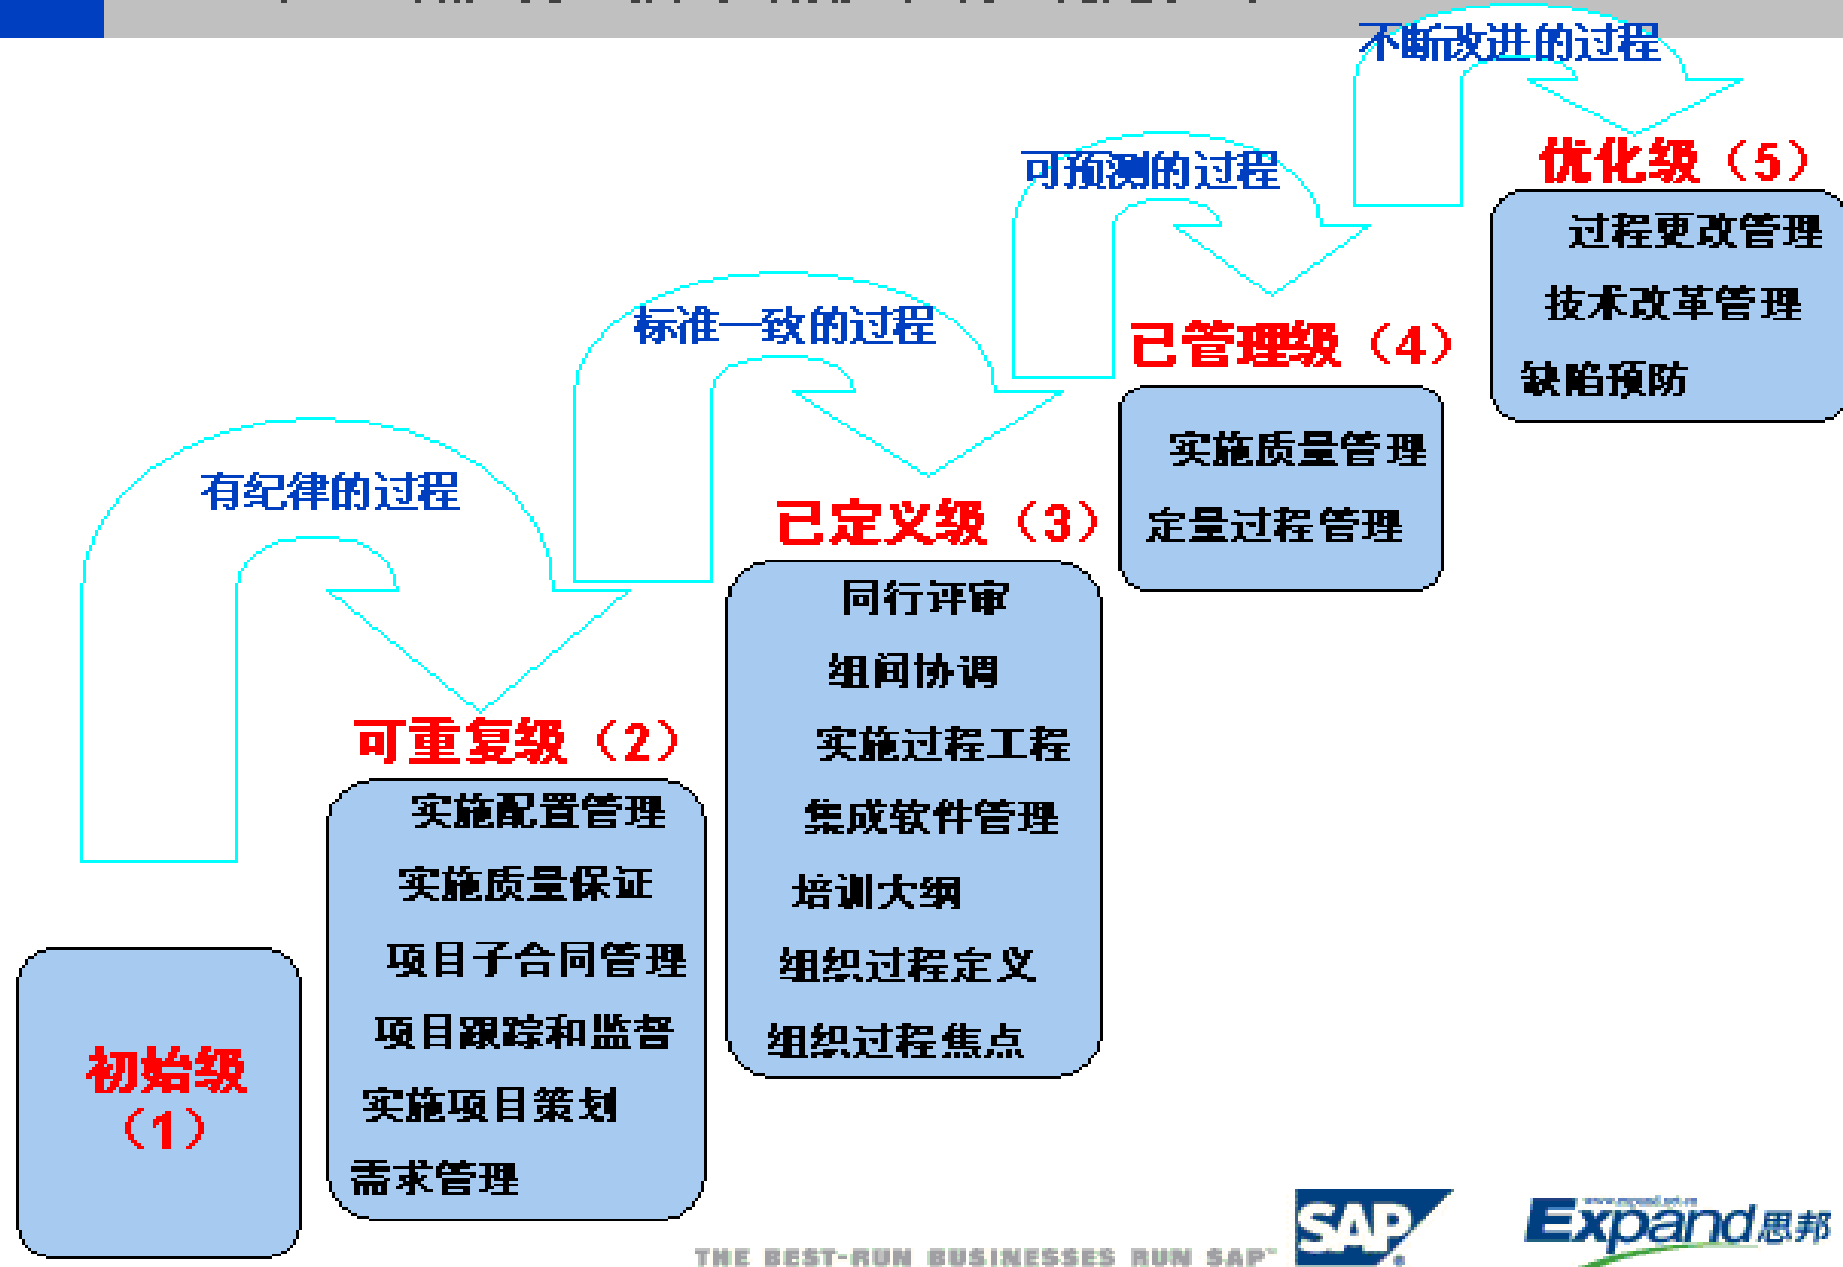 不断改进的过程
优化级（5）
过程更改管理
技术改革管理
缺陷预防
可预测的过程
已管理级（4）
实施质量管理
定量过程管理
标准一致的过程
已定义级（3）
同行评审
组间协调
实施过程工程
集成软件管理
培训大纲
组织过程定义
组织过程焦点
有纪律的过程
可重复级（2）
实施配置管理
实施质量保证
项目子合同管理
项目跟踪和监督
实施项目策划
需求管理
初始级
（1）
THE BEST-RUN BUSINESSES RUN SAP™
SAP
www.expand.net.cn
Expand思邦